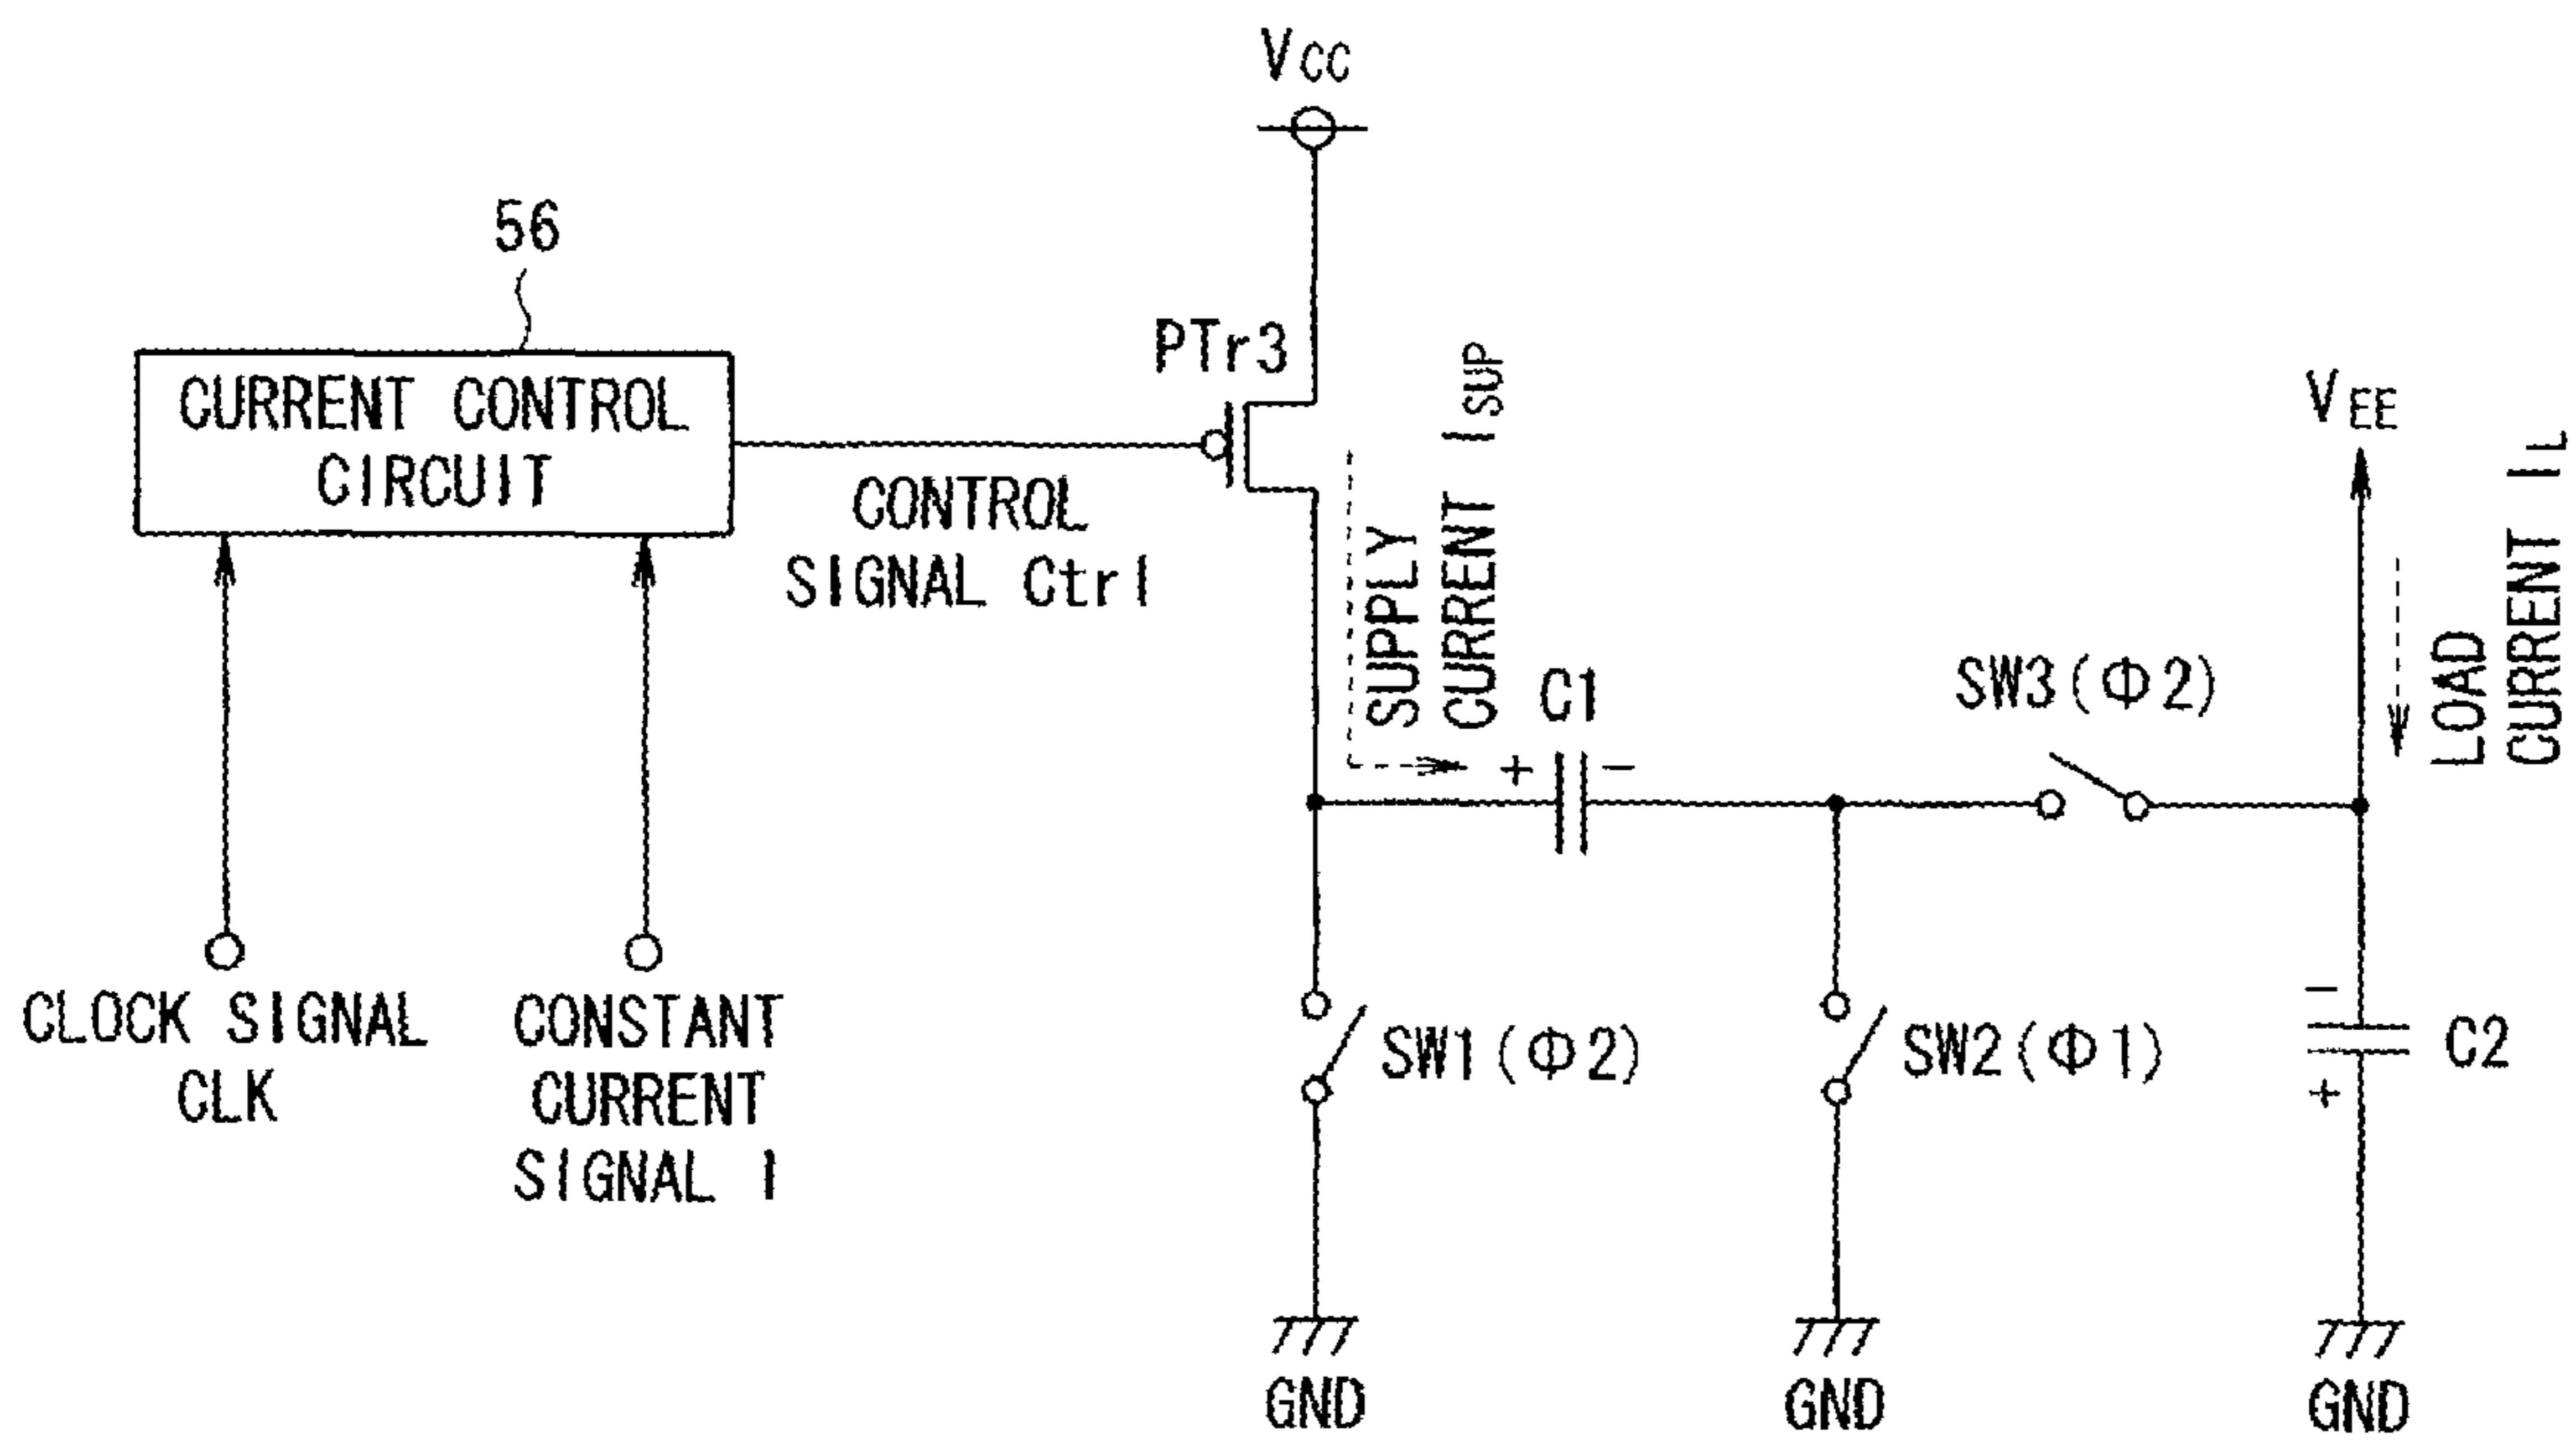 VCC
56
PTr3
CURRENT CONTROL
CIRCUIT
CONTROL
SIGNAL Ctrl
SUPPLY
CURRENT ISUP
VEE
LOAD
CURRENT IL
C1
+
−
SW3(Φ2)
CLOCK SIGNAL
CLK
CONSTANT
CURRENT
SIGNAL I
SW1(Φ2)
SW2(Φ1)
−
C2
+
GND
GND
GND